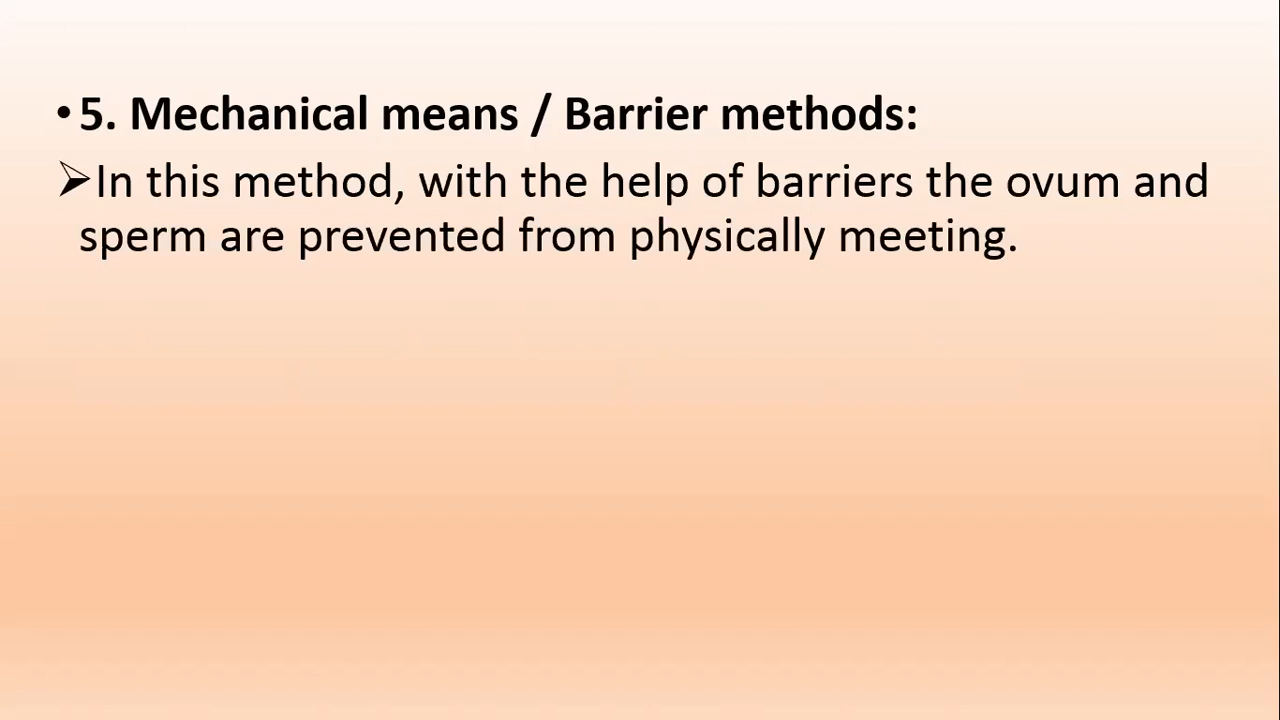 • 5. Mechanical means / Barrier methods:
➢In this method, with the help of barriers the ovum and
sperm are prevented from physically meeting.